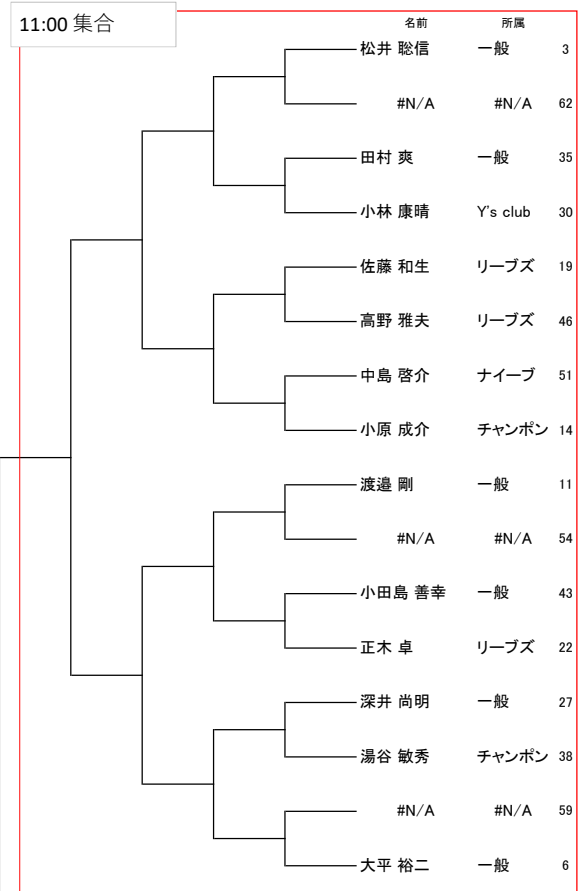 11:00 集合
名前 所属
松井 聡信 一般 3
#N/A #N/A 62
田村 爽 一般 35
小林 康晴 Y's club 30
佐藤 和生 リーブズ 19
高野 雅夫 リーブズ 46
中島 啓介 ナイーブ 51
小原 成介 チャンポン 14
渡邉 剛 一般 11
#N/A #N/A 54
小田島 善幸 一般 43
正木 卓 リーブズ 22
深井 尚明 一般 27
湯谷 敏秀 チャンポン 38
#N/A #N/A 59
大平 裕二 一般 6